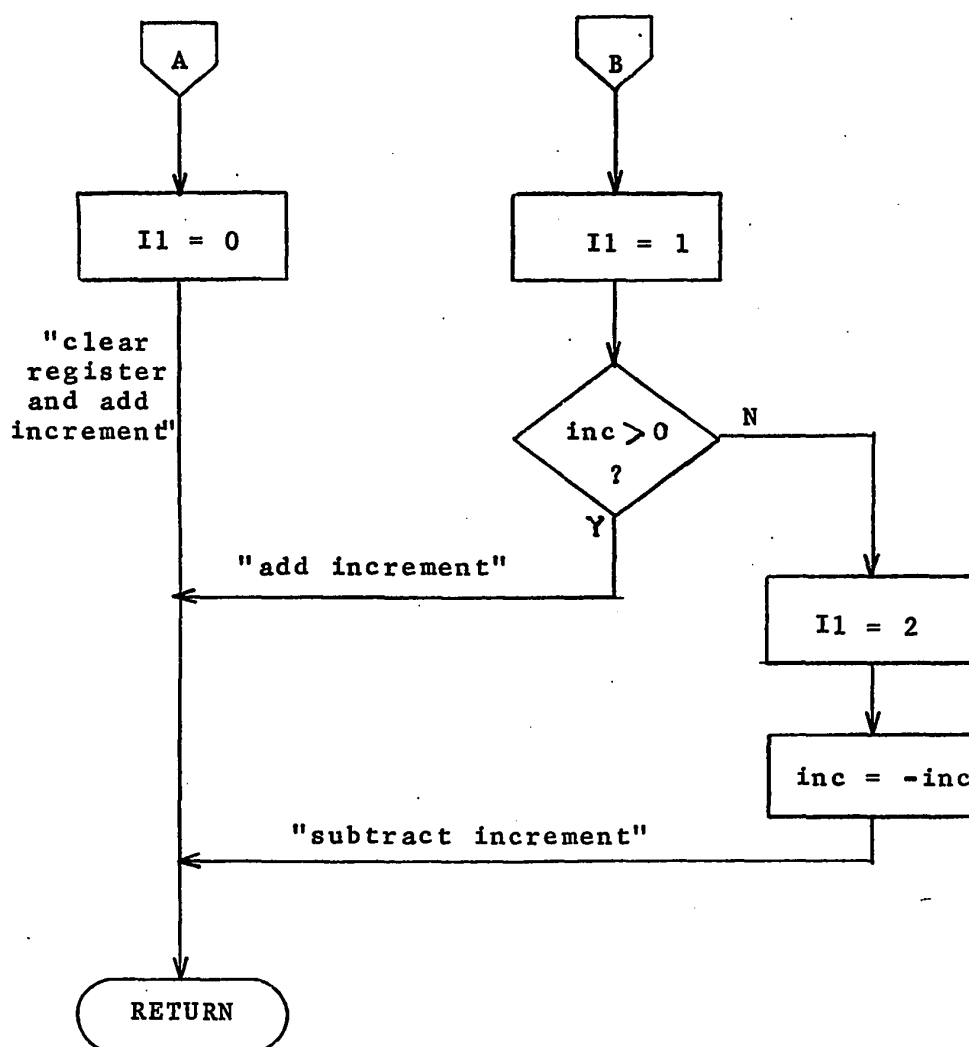 A
B
I1 = 0
I1 = 1
"clear
register
and add
increment"
inc > 0
?
N
Y
"add increment"
I1 = 2
inc = -inc
"subtract increment"
RETURN